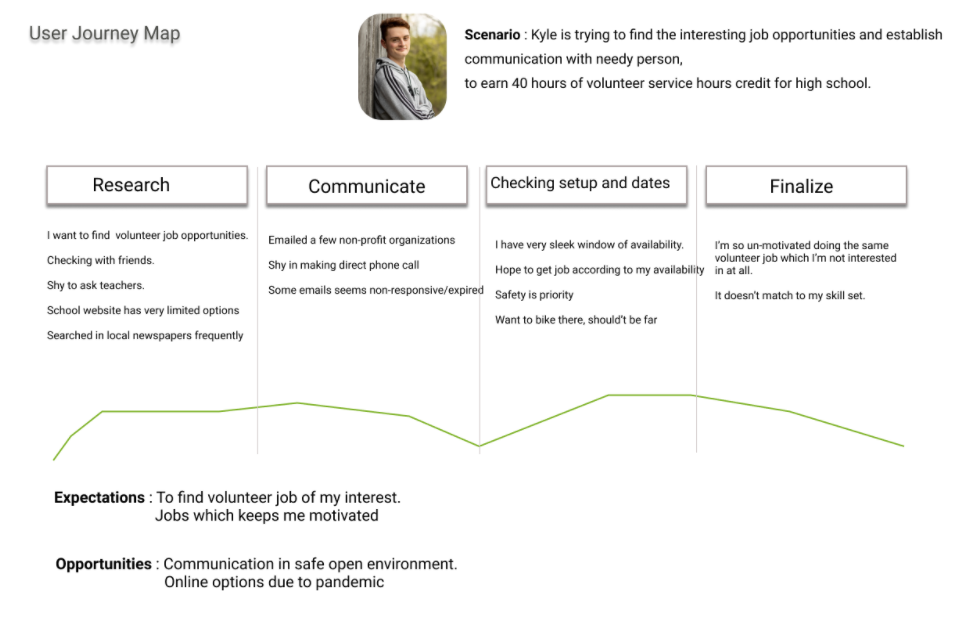 User Journey Map
Scenario : Kyle is trying to find the interesting job opportunities and establish
communication with needy person,
to earn 40 hours of volunteer service hours credit for high school.
Research
I want to find volunteer job opportunities.
Checking with friends.
Shy to ask teachers.
School website has very limited options
Searched in local newspapers frequently
Communicate
Emailed a few non-profit organizations
Shy in making direct phone call
Some emails seems non-responsive/expired
Checking setup and dates
I have very sleek window of availability.
Hope to get job according to my availability
Safety is priority
Want to bike there, should't be far
Finalize
I'm so un-motivated doing the same
volunteer job which I'm not interested
in at all.
It doesn't match to my skill set.
Expectations : To find volunteer job of my interest.
Jobs which keeps me motivated
Opportunities : Communication in safe open environment.
Online options due to pandemic